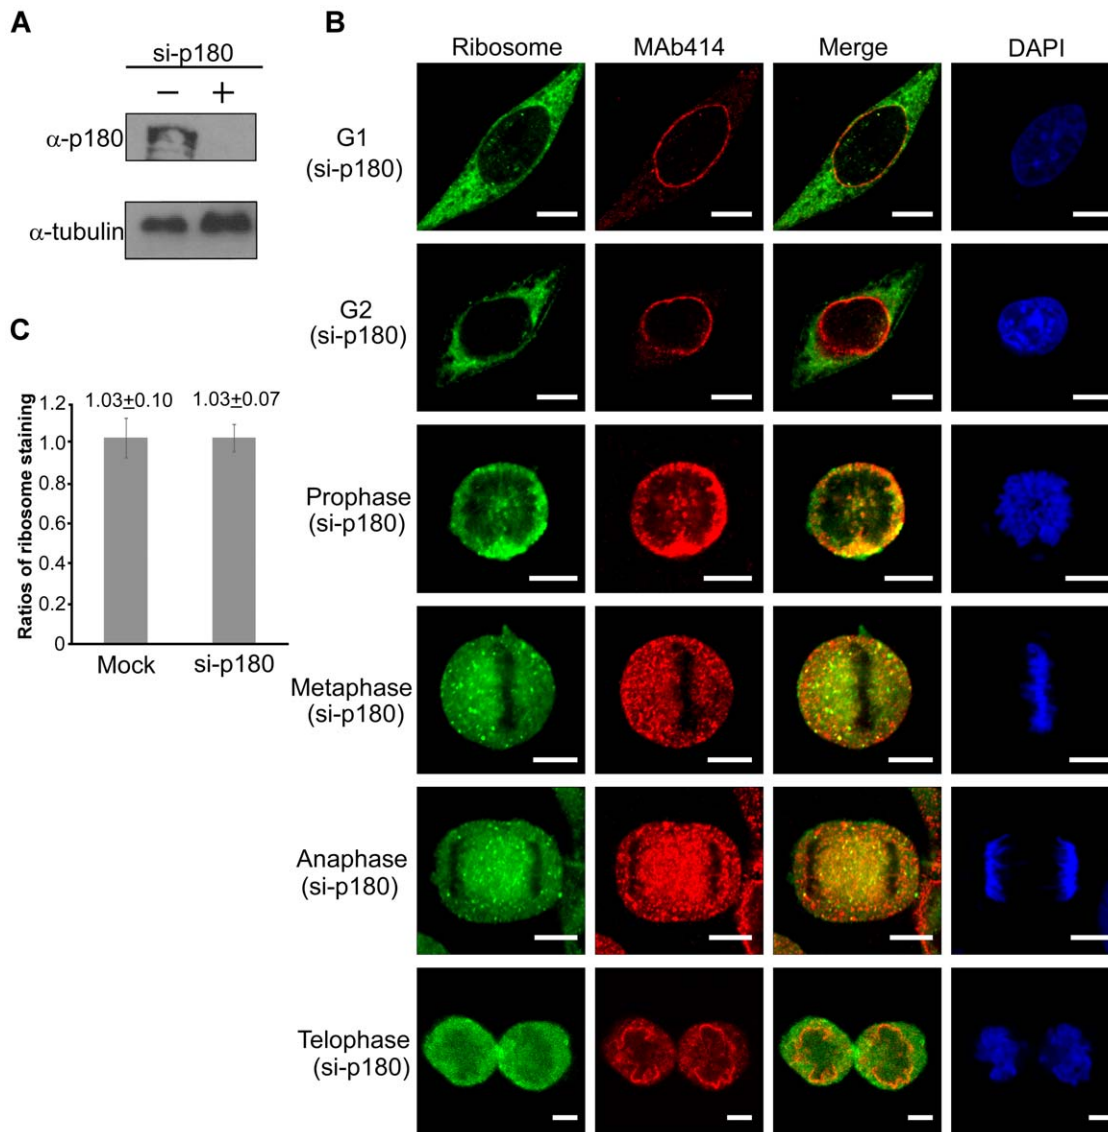 A
si-p180
− +
α-p180
α-tubulin
B
Ribosome MAb414 Merge DAPI
G1
(si-p180)
G2
(si-p180)
Prophase
(si-p180)
Metaphase
(si-p180)
Anaphase
(si-p180)
Telophase
(si-p180)
C
Ratios of ribosome staining
1.2
1.0
0.8
0.6
0.4
0.2
0
1.03±0.10 1.03±0.07
Mock si-p180